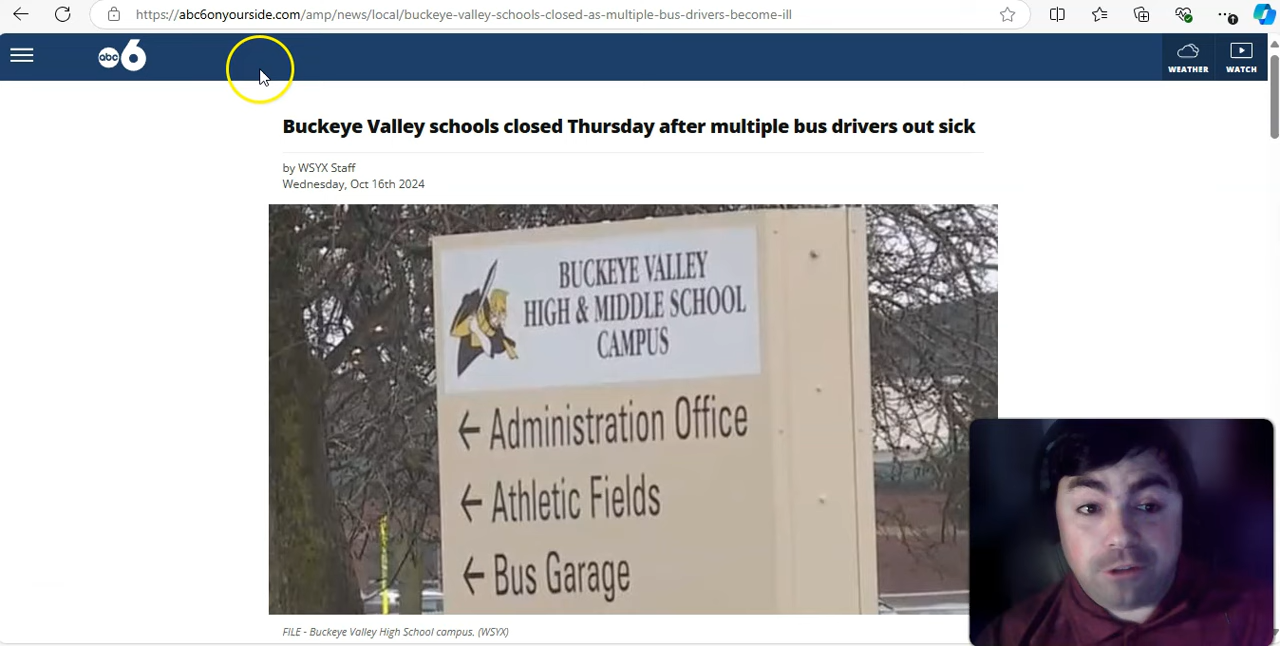 https://abc6onyourside.com/amp/news/local/buckeye-valley-schools-closed-as-multiple-bus-drivers-become-ill
abc 6
WEATHER
WATCH
Buckeye Valley schools closed Thursday after multiple bus drivers out sick
by WSYX Staff
Wednesday, Oct 16th 2024
BUCKEYE VALLEY
HIGH & MIDDLE SCHOOL
CAMPUS
← Administration Office
← Athletic Fields
← Bus Garage
FILE - Buckeye Valley High School campus. (WSYX)